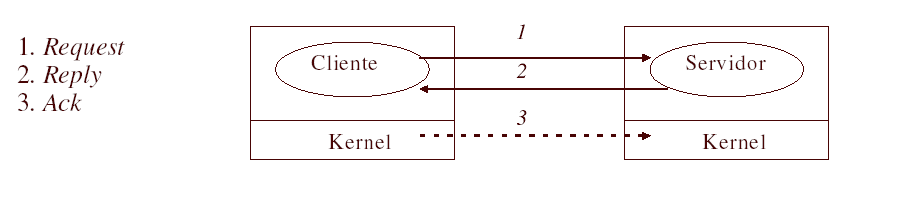 1. Request
2. Reply
3. Ack
Cliente
1
2
3
Servidor
Kernel
Kernel